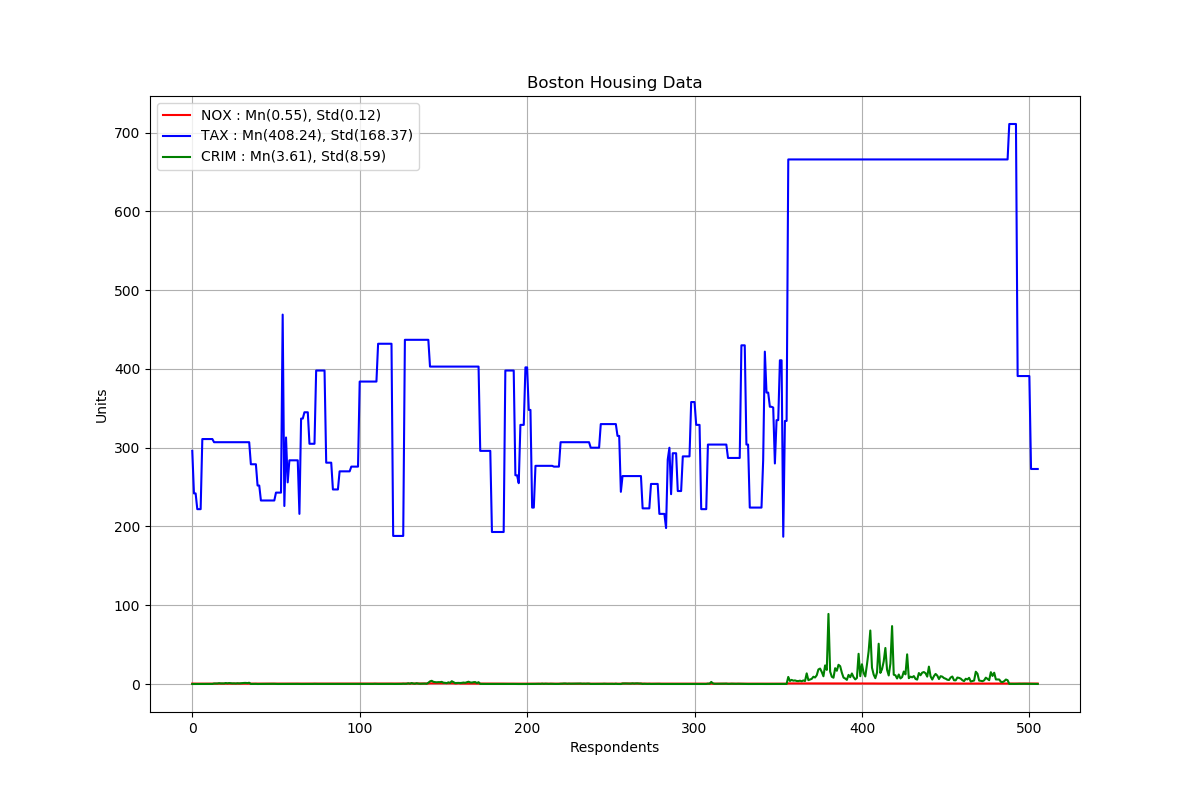 Boston Housing Data
NOX : Mn(0.55), Std(0.12)
TAX : Mn(408.24), Std(168.37)
CRIM : Mn(3.61), Std(8.59)
700
600
500
400
300
200
100
0
Units
0 100 200 300 400 500
Respondents